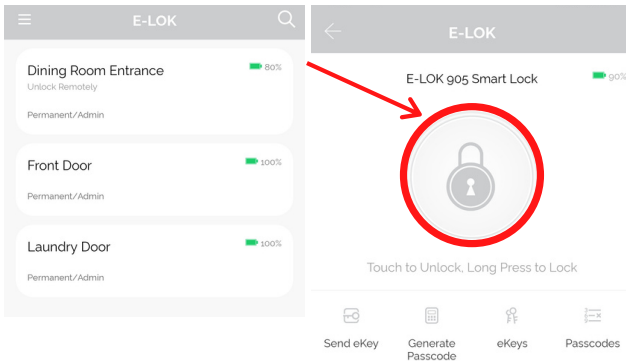 E-LOK
Dining Room Entrance
80%
Unlock Remotely
Permanent/Admin
Front Door
100%
Permanent/Admin
Laundry Door
100%
Permanent/Admin
E-LOK
E-LOK 905 Smart Lock
90%
Touch to Unlock, Long Press to Lock
Send eKey
Generate
Passcode
eKeys
Passcodes